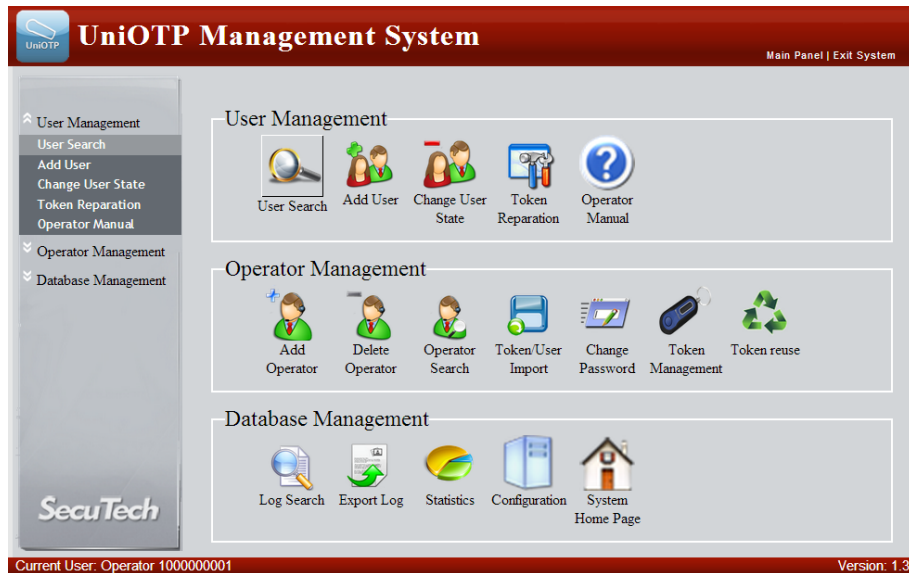 UniOTP
UniOTP Management System
Main Panel | Exit System
User Management
User Search
Add User
Change User State
Token Reparation
Operator Manual
Operator Management
Database Management
SecuTech
User Management
User Search
Add User
Change User
State
Token
Reparation
Operator
Manual
Operator Management
Add
Operator
Delete
Operator
Operator
Search
Token/User
Import
Change
Password
Token
Management
Token reuse
Database Management
Log Search
Export Log
Statistics
Configuration
System
Home Page
Current User: Operator 1000000001
Version: 1.3